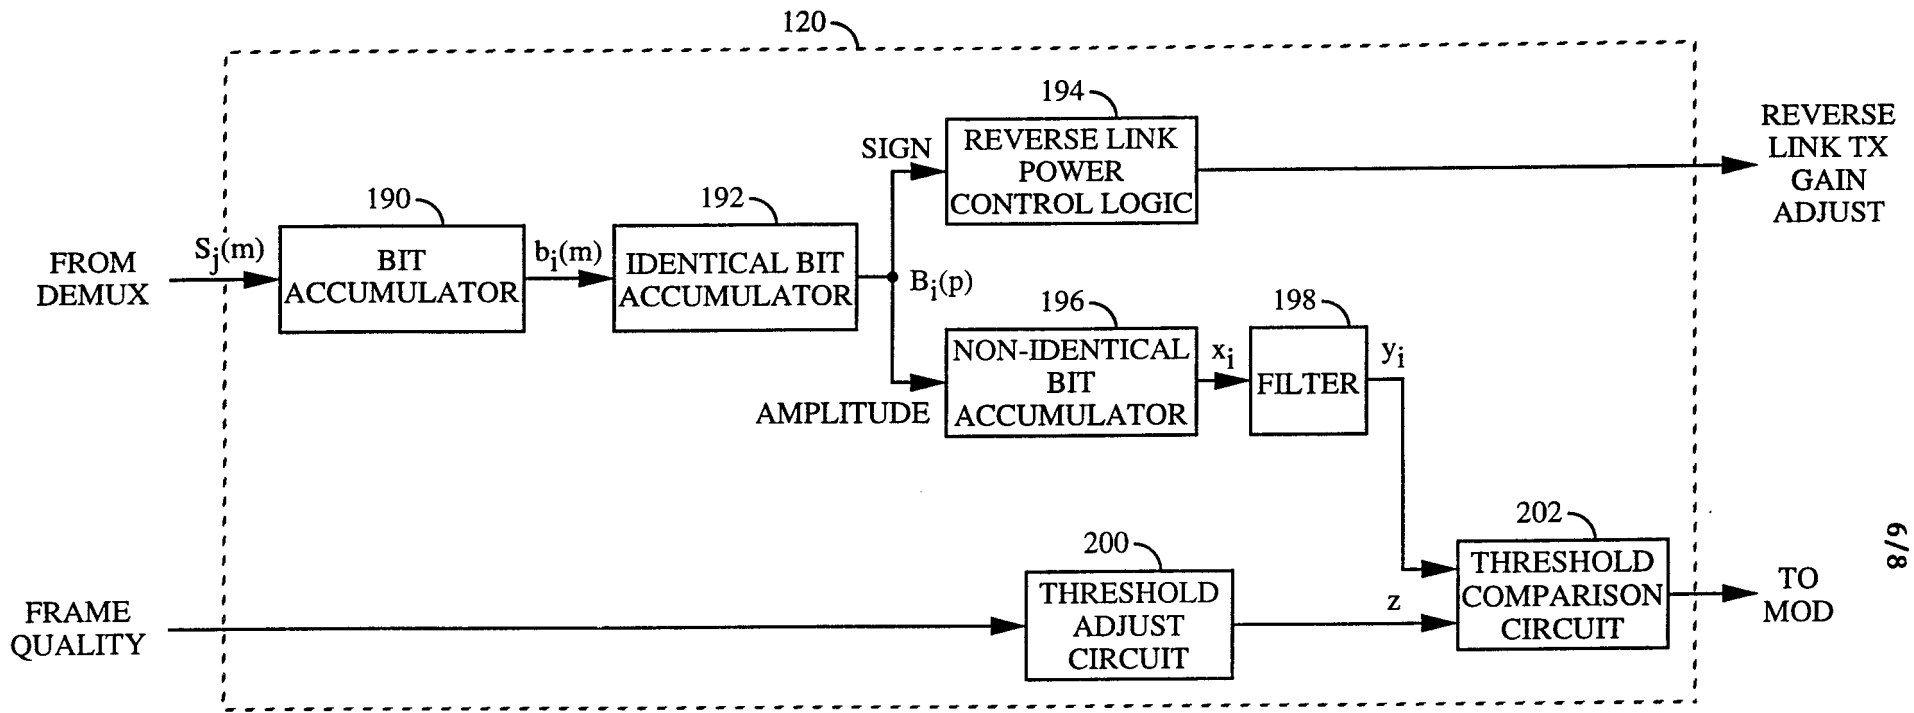 120
194
REVERSE LINK
POWER
CONTROL LOGIC
SIGN
REVERSE
LINK TX
GAIN
ADJUST
190
192
FROM
DEMUX
Sj(m)
BIT
ACCUMULATOR
bi(m)
IDENTICAL BIT
ACCUMULATOR
Bi(p)
196
198
AMPLITUDE
NON-IDENTICAL
BIT
ACCUMULATOR
xi
FILTER
yi
200
202
FRAME
QUALITY
THRESHOLD
ADJUST
CIRCUIT
z
THRESHOLD
COMPARISON
CIRCUIT
TO
MOD
6/8